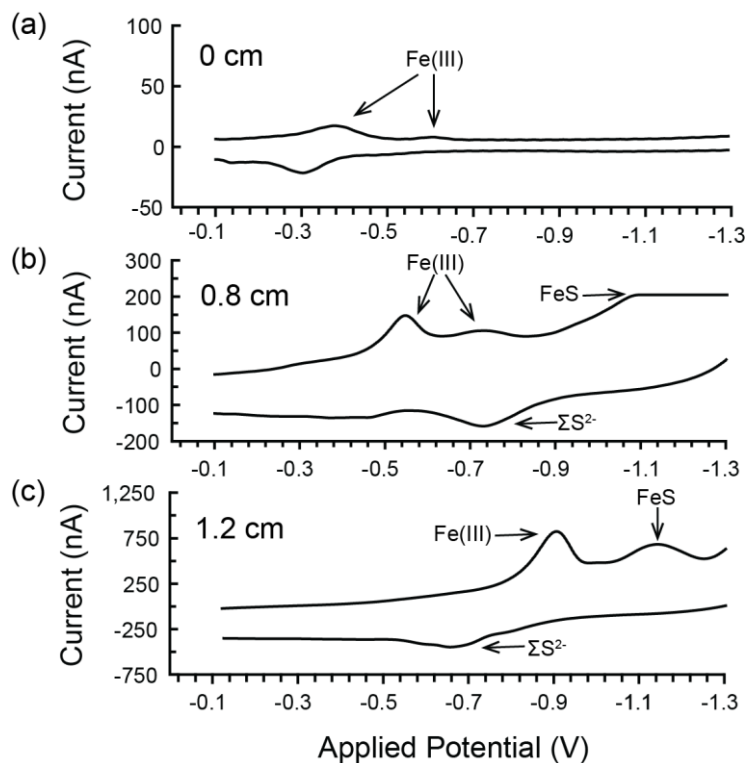 (a)
Current (nA)
100
50
0
-50
0 cm
Fe(III)
-0.1 -0.3 -0.5 -0.7 -0.9 -1.1 -1.3
(b)
Current (nA)
300
200
100
0
-100
-200
0.8 cm
Fe(III)
FeS
ΣS²⁻
-0.1 -0.3 -0.5 -0.7 -0.9 -1.1 -1.3
(c)
Current (nA)
1,250
750
250
-250
-750
1.2 cm
Fe(III)
FeS
ΣS²⁻
-0.1 -0.3 -0.5 -0.7 -0.9 -1.1 -1.3
Applied Potential (V)